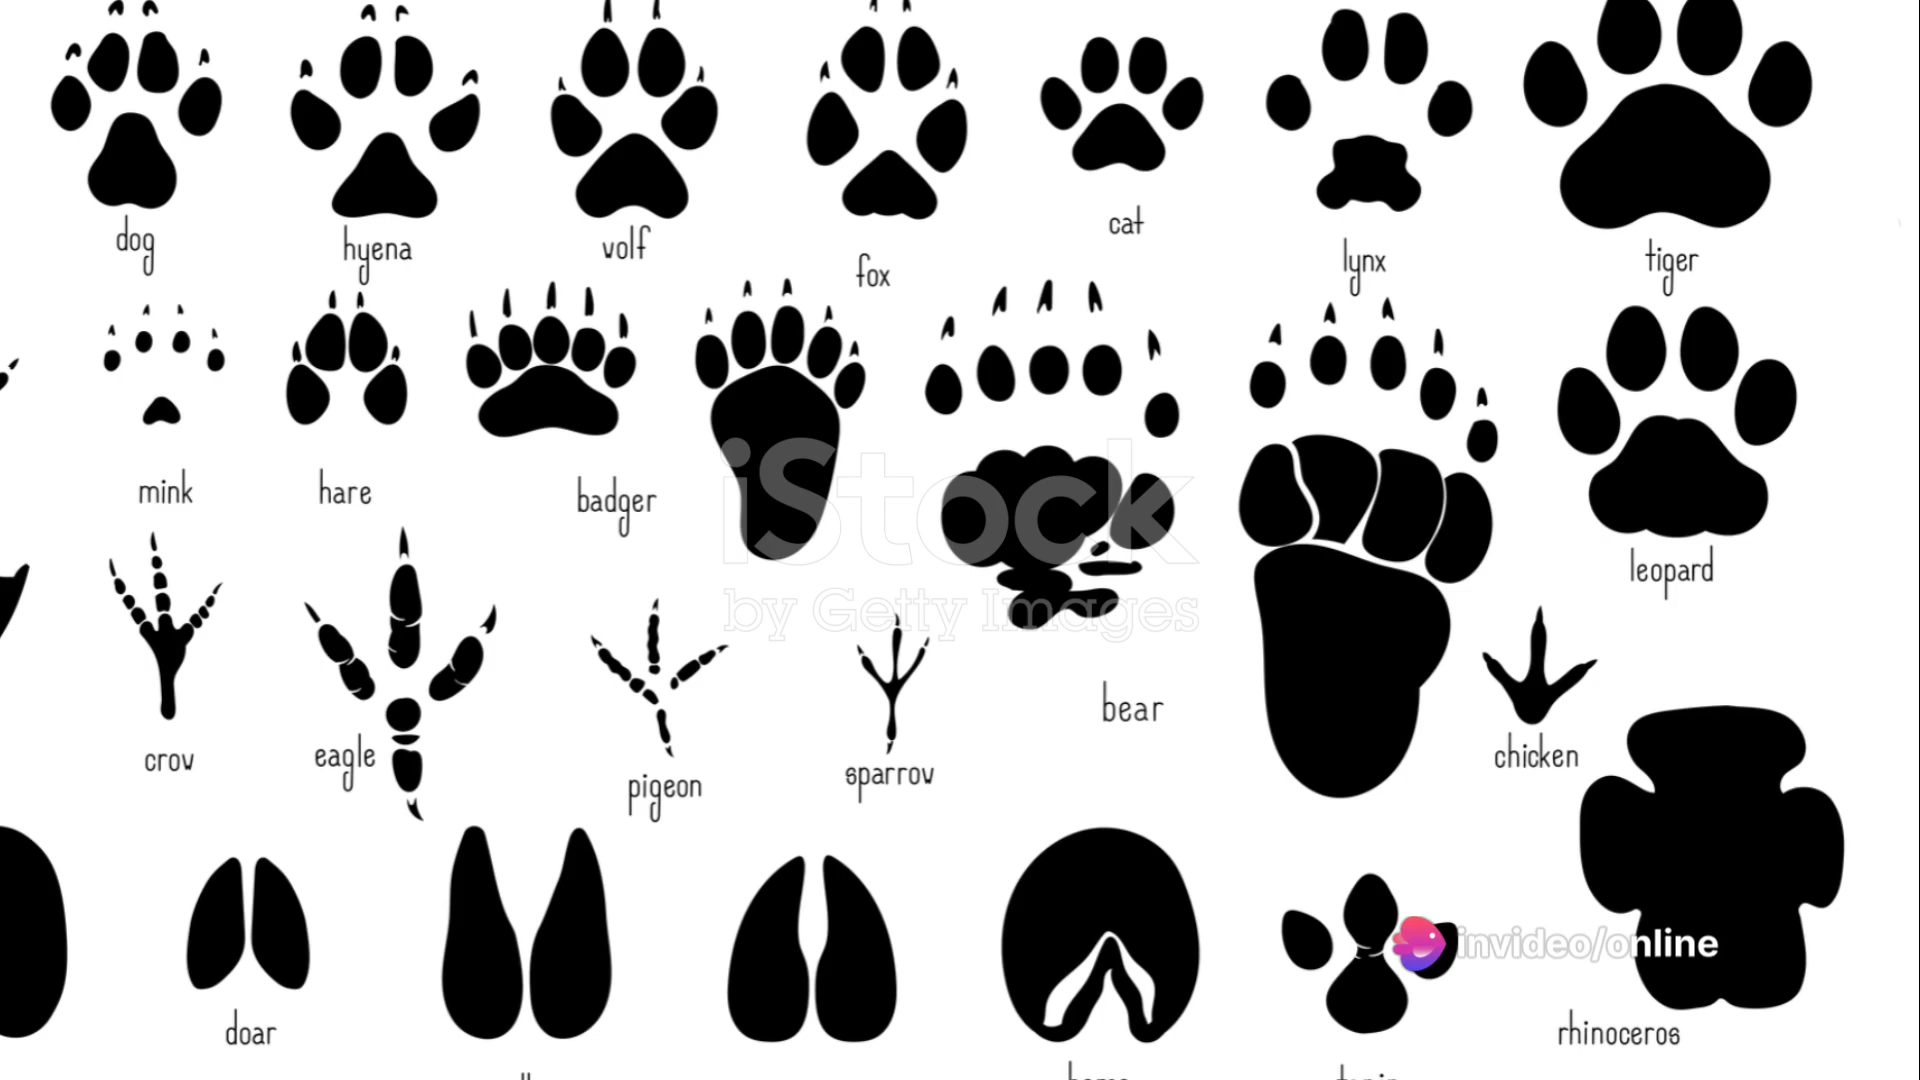 dog
hyena
volf
fox
cat
lynx
tiger
mink
hare
badger
leopard
iStock
by Getty Images
bear
crov
eagle
pigeon
sparrov
chicken
invideo/online
doar
rhinoceros